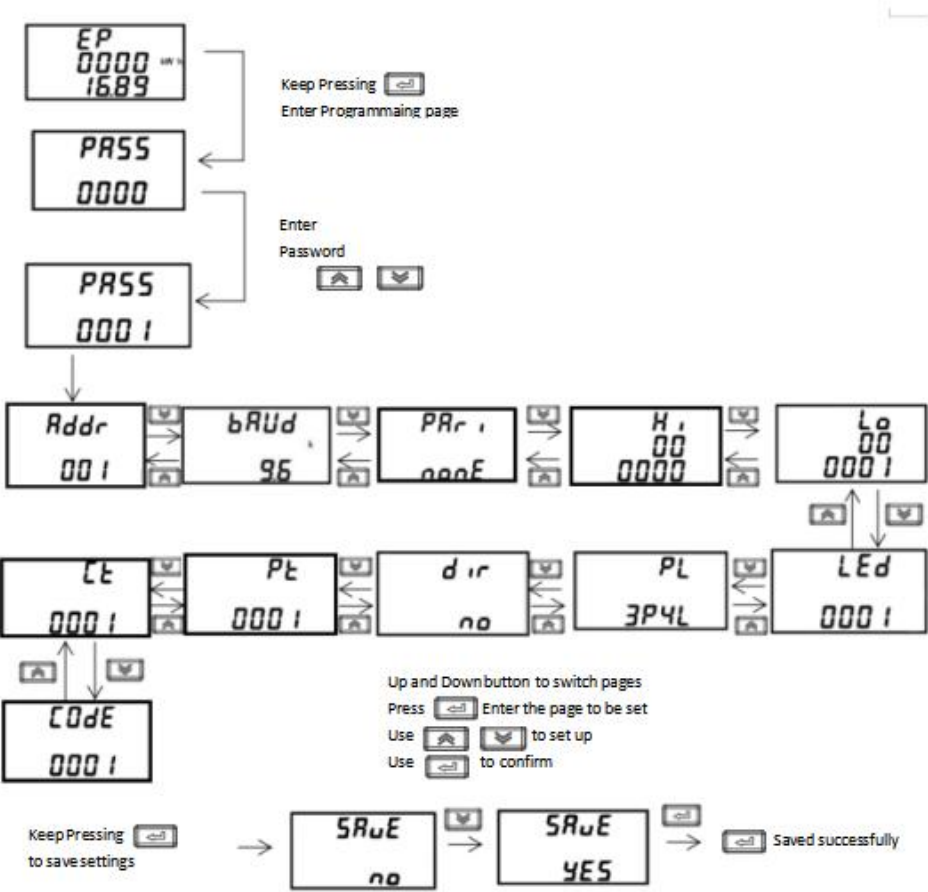 EP
0000 kWh
16.89
Keep Pressing
Enter Programmaing page
PASS
0000
Enter
Password
PASS
0001
Addr
001
bAUd
k
9.6
PAri
nonE
Hi
00
0000
Lo
00
0001
Ct
0001
Pt
0001
dir
no
PL
3P4L
LEd
0001
Up and Down button to switch pages
Press Enter the page to be set
Use to set up
Use to confirm
COdE
0001
Keep Pressing
to save settings
SAvE
no
SAvE
YES
Saved successfully